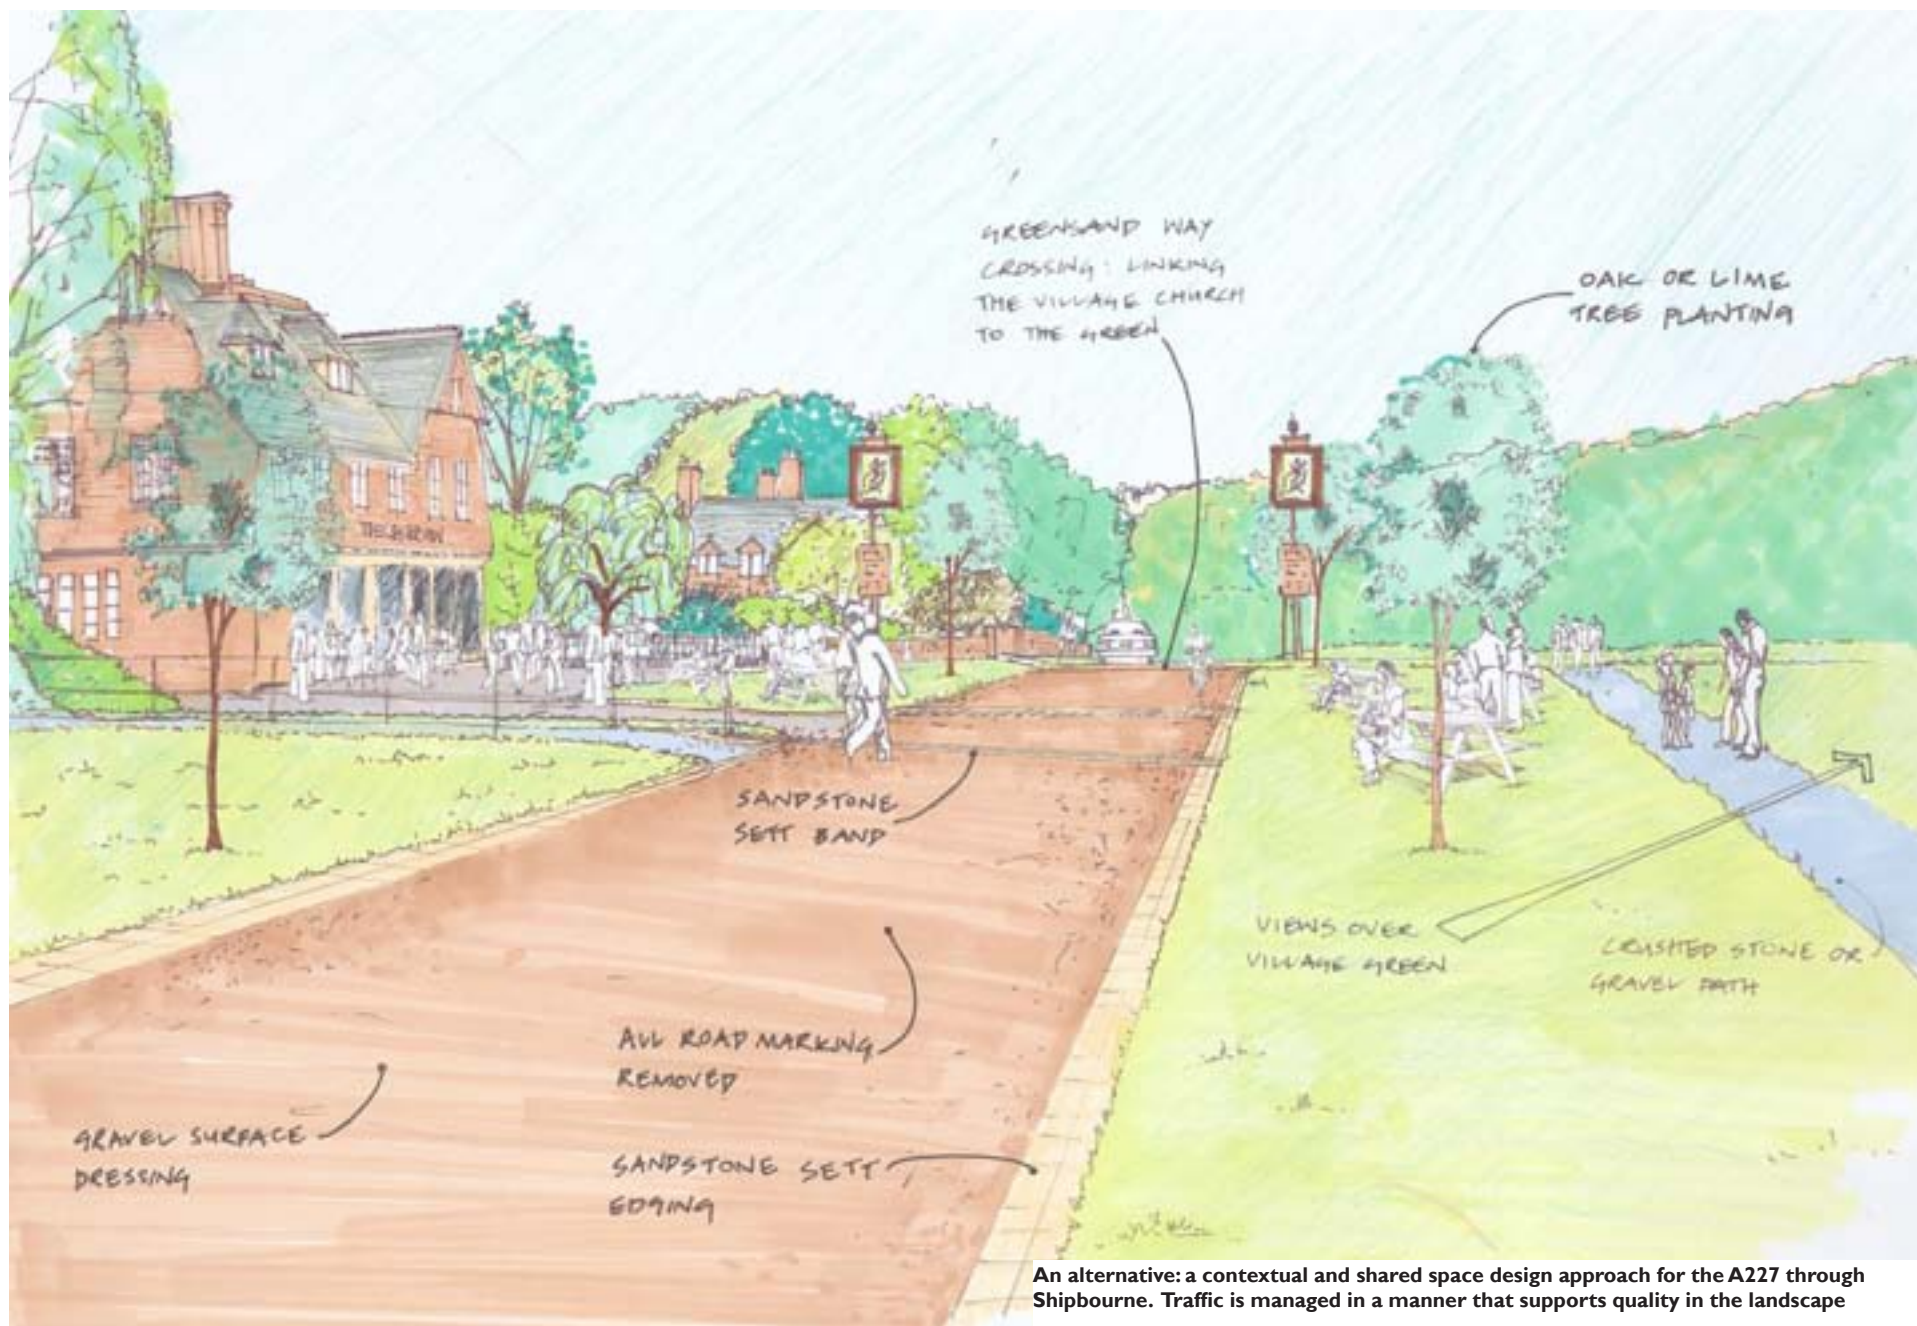 GREENSAND WAY
CROSSING: LINKING
THE VILLAGE CHURCH
TO THE GREEN
OAK OR LIME
TREE PLANTING
SANDSTONE
SETT BAND
VIEWS OVER
VILLAGE GREEN
CRUSHED STONE OR
GRAVEL PATH
ALL ROAD MARKING
REMOVED
GRAVEL SURFACE
DRESSING
SANDSTONE SETT
EDGING
An alternative: a contextual and shared space design approach for the A227 through
Shipbourne. Traffic is managed in a manner that supports quality in the landscape